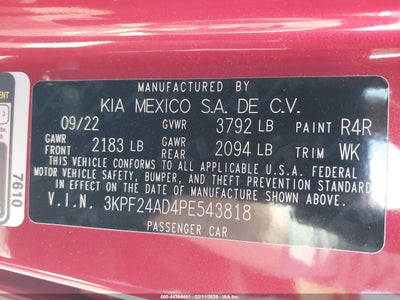 MANUFACTURED BY
KIA MEXICO S.A. DE C.V.
09/22 GVWR 3792 LB PAINT R4R
GAWR FRONT 2183 LB GAWR REAR 2094 LB TRIM WK
THIS VEHICLE CONFORMS TO ALL APPLICABLE U.S.A. FEDERAL
MOTOR VEHICLE SAFETY, BUMPER, AND THEFT PREVENTION STANDARDS
IN EFFECT ON THE DATE OF MANUFACTURE SHOWN ABOVE.
V.I.N. 3KPF24AD4PE543818
PASSENGER CAR
7610